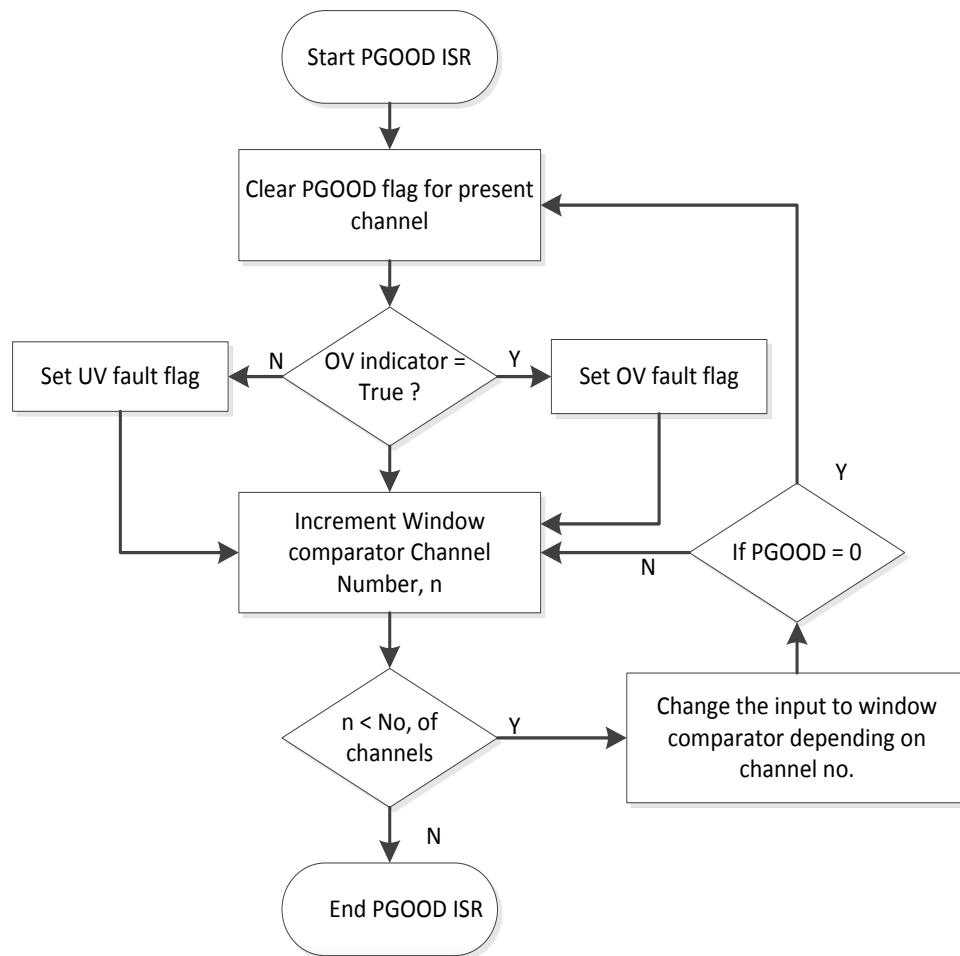 Start PGOOD ISR
Clear PGOOD flag for present
channel
N
OV indicator =
True ?
Y
Set UV fault flag
Set OV fault flag
Y
Increment Window
comparator Channel
Number, n
N
If PGOOD = 0
n < No, of
channels
Y
Change the input to window
comparator depending on
channel no.
N
End PGOOD ISR